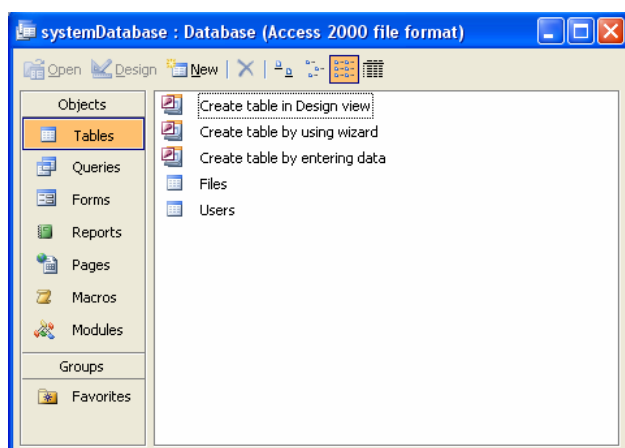 systemDatabase : Database (Access 2000 file format)
Open Design New
Objects
Tables
Queries
Forms
Reports
Pages
Macros
Modules
Groups
Favorites
Create table in Design view
Create table by using wizard
Create table by entering data
Files
Users